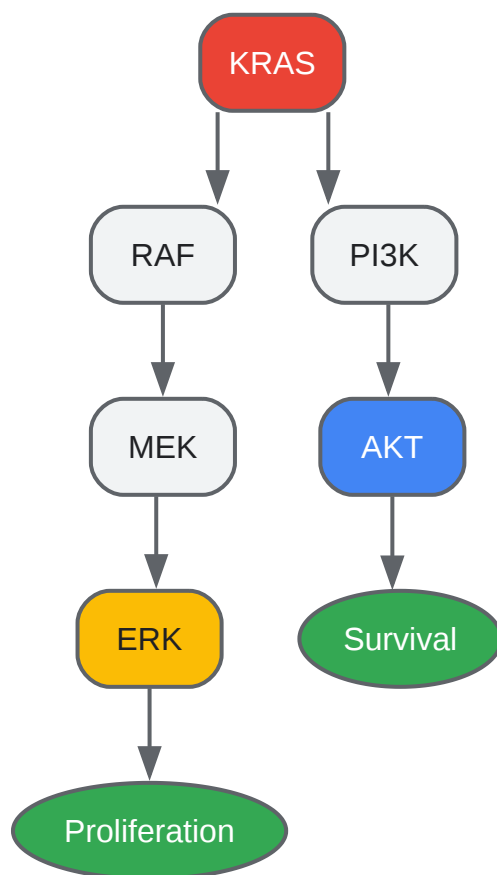 KRAS
RAF
PI3K
MEK
AKT
ERK
Survival
Proliferation